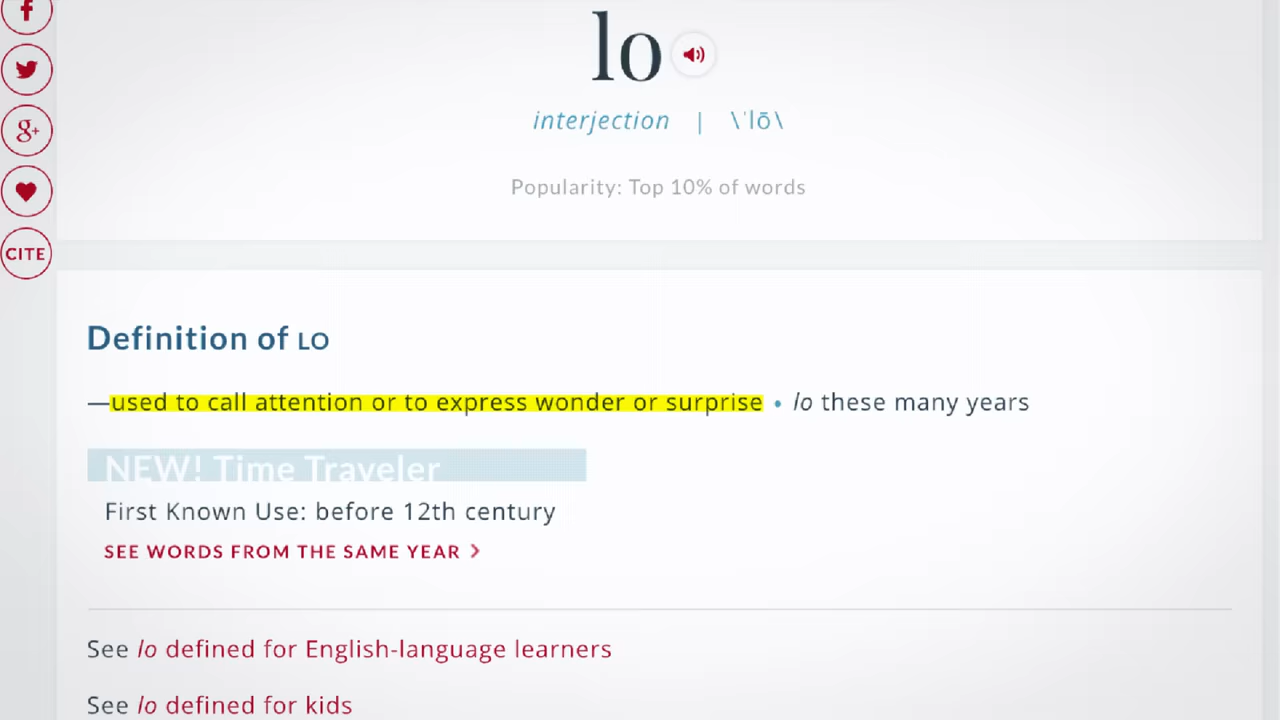 lo
interjection | \ˈlō\
Popularity: Top 10% of words
CITE
Definition of LO
—used to call attention or to express wonder or surprise • lo these many years
NEW! Time Traveler
First Known Use: before 12th century
SEE WORDS FROM THE SAME YEAR >
See lo defined for English-language learners
See lo defined for kids